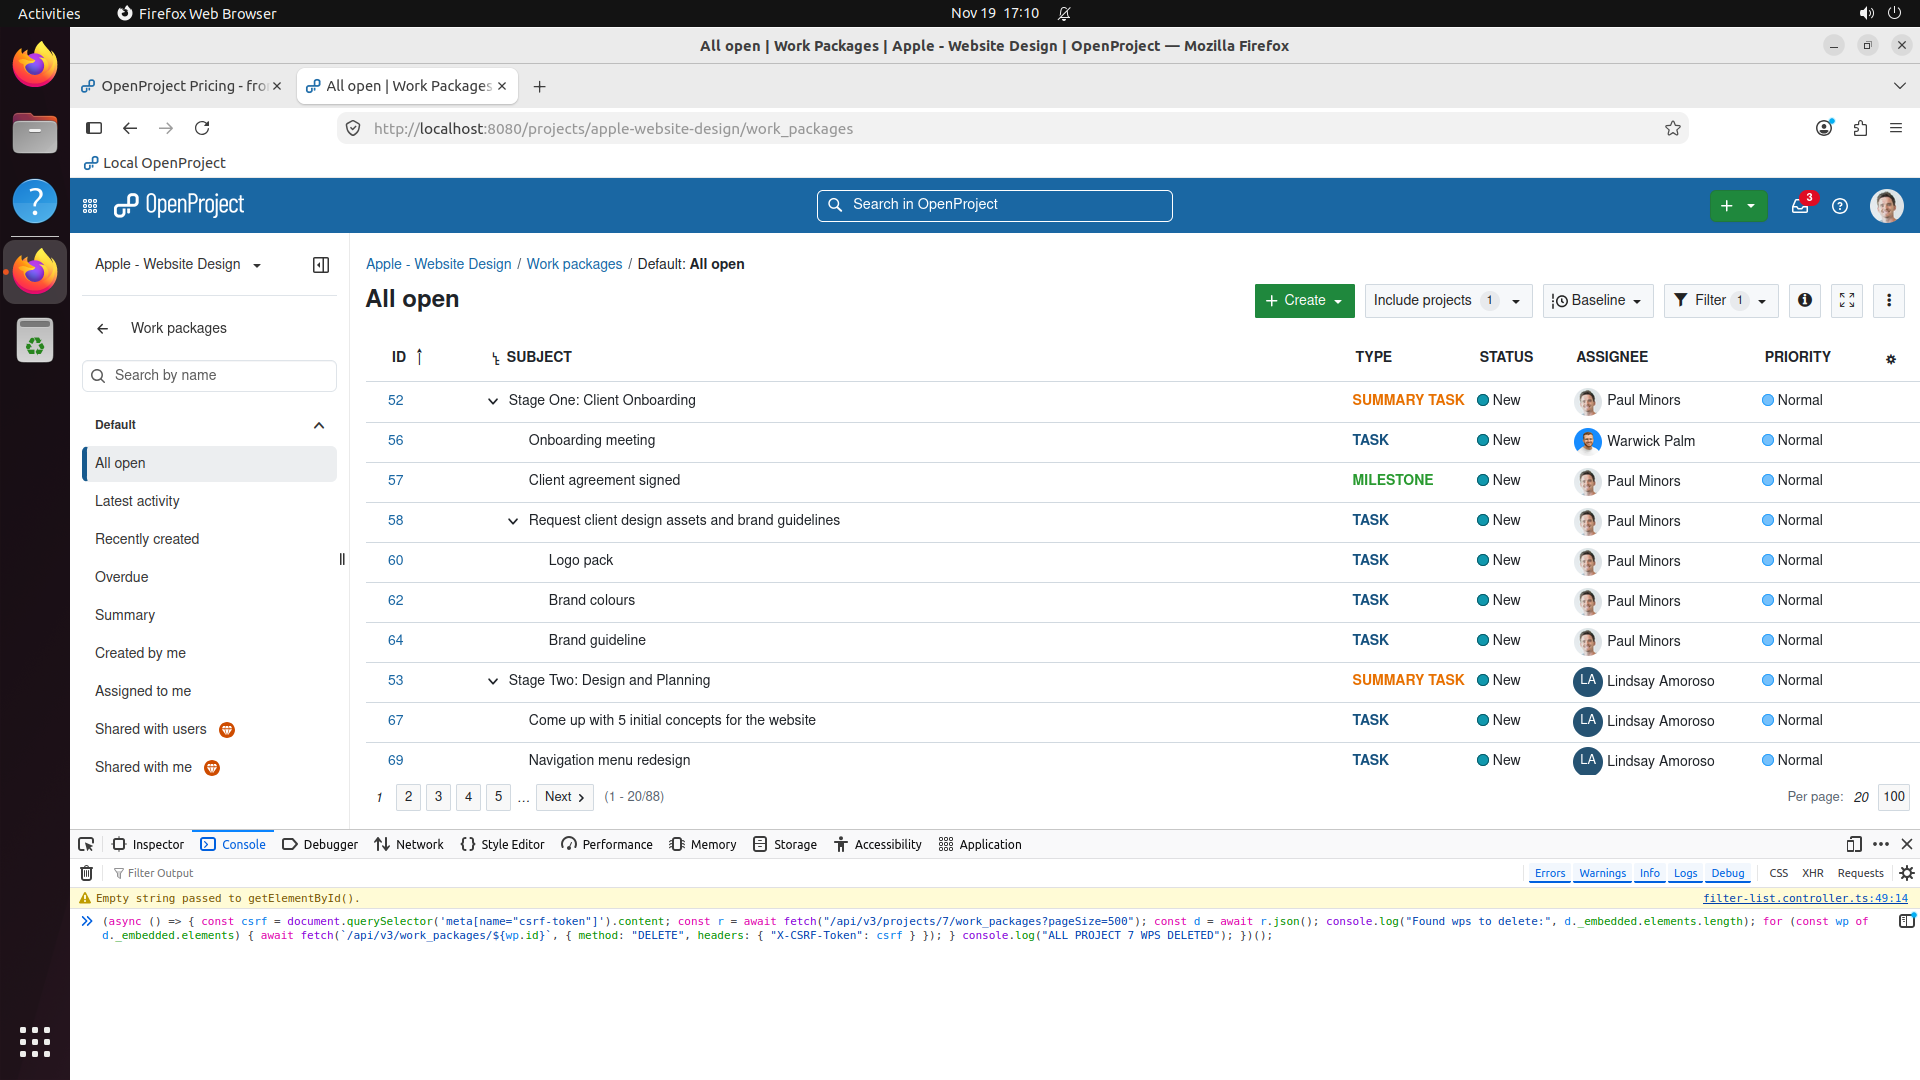 Activities
Firefox Web Browser
Nov 19 17:10
All open | Work Packages | Apple - Website Design | OpenProject — Mozilla Firefox
OpenProject Pricing - fro
All open | Work Packages
http://localhost:8080/projects/apple-website-design/work_packages
Local OpenProject
OpenProject
Search in OpenProject
3
Apple - Website Design
Work packages
Search by name
Default
All open
Latest activity
Recently created
Overdue
Summary
Created by me
Assigned to me
Shared with users
Shared with me
Apple - Website Design / Work packages / Default: All open
All open
+ Create
Include projects 1
Baseline
Filter 1
ID SUBJECT TYPE STATUS ASSIGNEE PRIORITY
52 Stage One: Client Onboarding SUMMARY TASK New Paul Minors Normal
56 Onboarding meeting TASK New Warwick Palm Normal
57 Client agreement signed MILESTONE New Paul Minors Normal
58 Request client design assets and brand guidelines TASK New Paul Minors Normal
60 Logo pack TASK New Paul Minors Normal
62 Brand colours TASK New Paul Minors Normal
64 Brand guideline TASK New Paul Minors Normal
53 Stage Two: Design and Planning SUMMARY TASK New LA Lindsay Amoroso Normal
67 Come up with 5 initial concepts for the website TASK New LA Lindsay Amoroso Normal
69 Navigation menu redesign TASK New LA Lindsay Amoroso Normal
1 2 3 4 5 ... Next (1 - 20/88)
Per page: 20 100
Inspector Console Debugger Network Style Editor Performance Memory Storage Accessibility Application
Filter Output
Errors Warnings Info Logs Debug CSS XHR Requests
Empty string passed to getElementById().
filter-list.controller.ts:49:14
(async () => { const csrf = document.querySelector('meta[name="csrf-token"]').content; const r = await fetch("/api/v3/projects/7/work_packages?pageSize=500"); const d = await r.json(); console.log("Found wps to delete:", d._embedded.elements.length); for (const wp of
d._embedded.elements) { await fetch(`/api/v3/work_packages/${wp.id}`, { method: "DELETE", headers: { "X-CSRF-Token": csrf } }); } console.log("ALL PROJECT 7 WPS DELETED"); })();